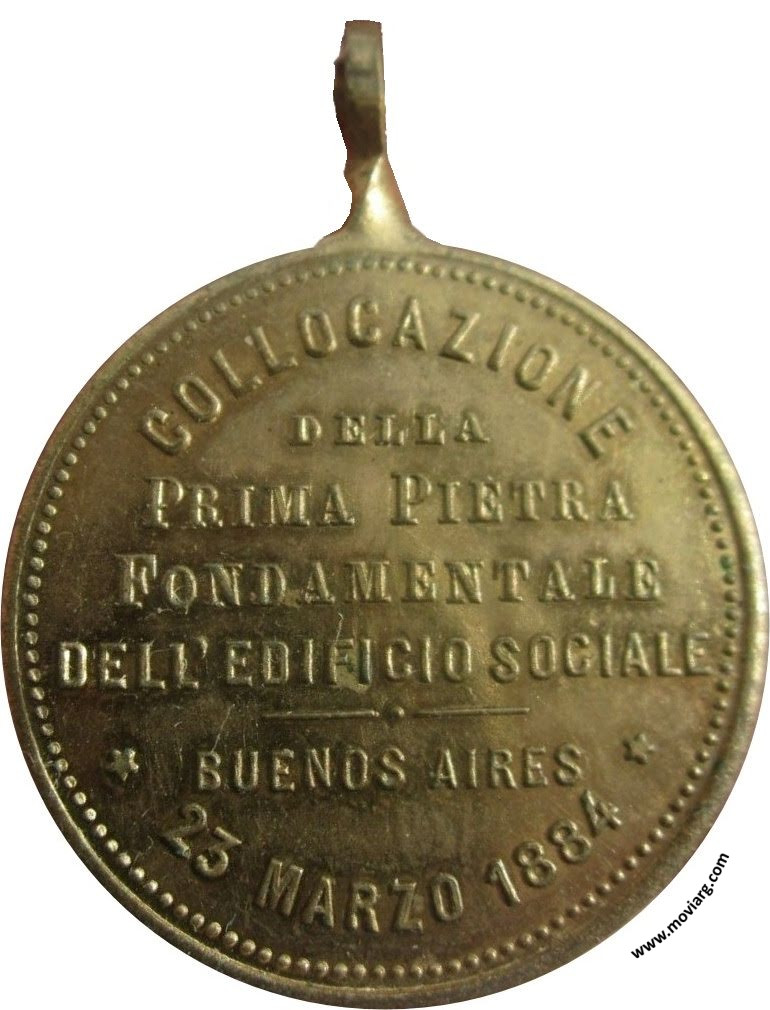 COLLOCAZIONE
DELLA
PRIMA PIETRA
FONDAMENTALE
DELL'EDIFICIO SOCIALE
BUENOS AIRES
23 MARZO 1884
www.moviarg.com